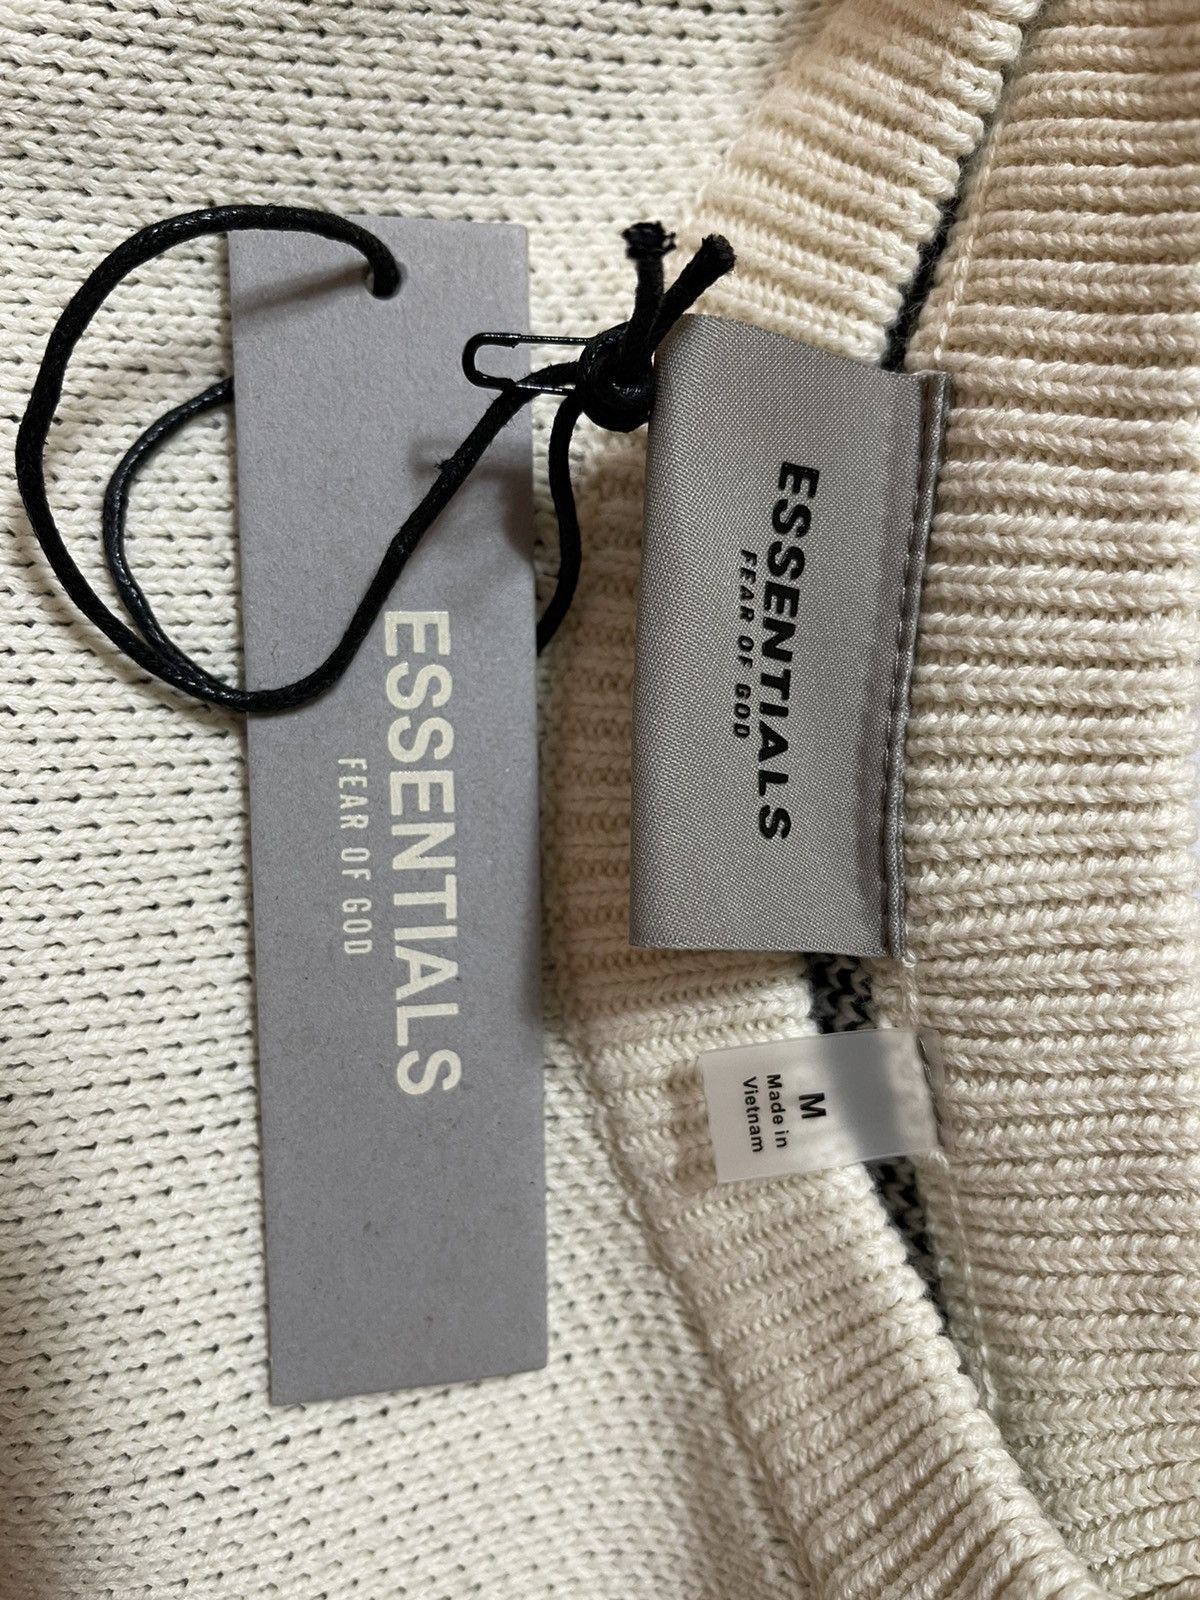 ESSENTIALS
FEAR OF GOD
ESSENTIALS
FEAR OF GOD
M
Made in
Vietnam